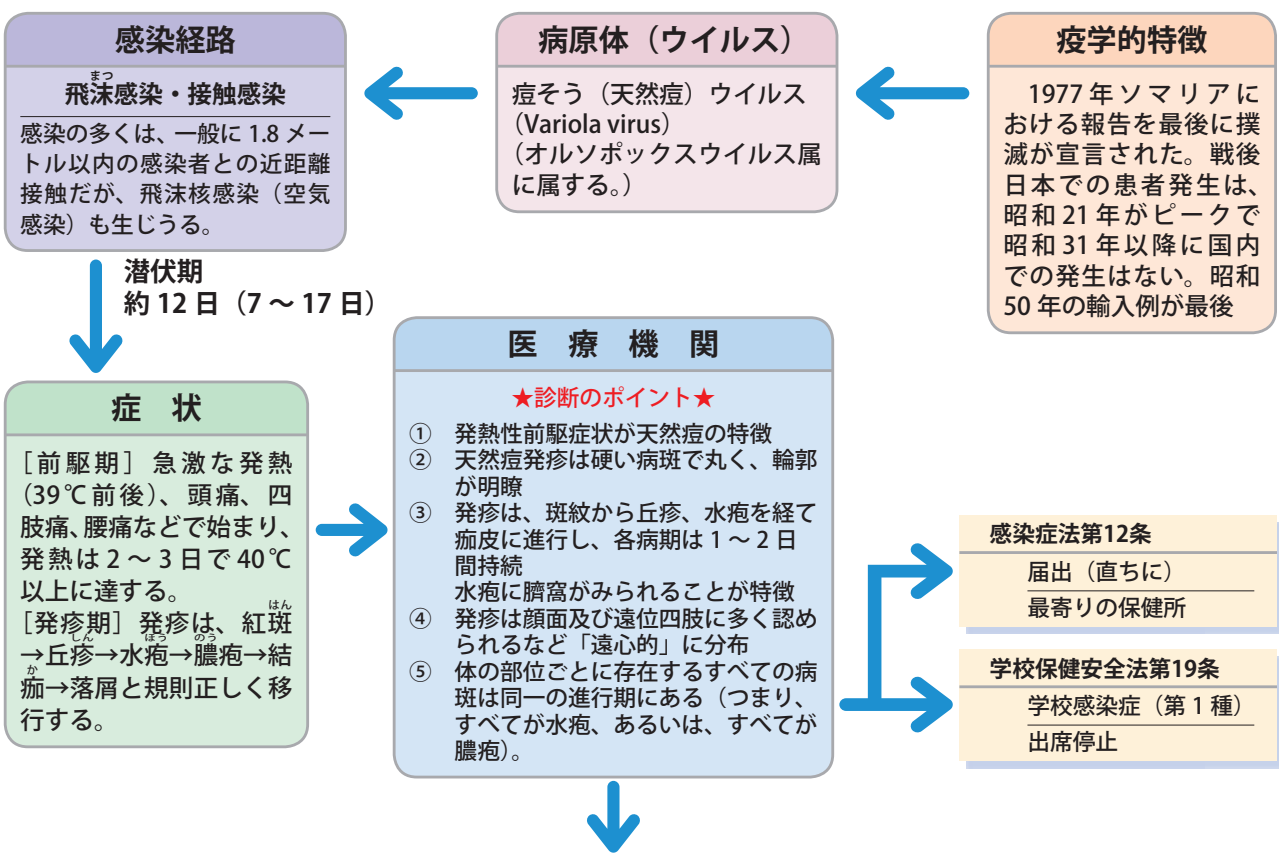 感染経路
飛沫感染・接触感染
まつ
感染の多くは、一般に 1.8 メー
トル以内の感染者との近距離
接触だが、飛沫核感染（空気
感染）も生じうる。
病原体（ウイルス）
痘そう（天然痘）ウイルス
（Variola virus）
（オルソポックスウイルス属
に属する。）
疫学的特徴
1977 年ソマリアに
おける報告を最後に撲
滅が宣言された。戦後
日本での患者発生は、
昭和 21 年がピークで
昭和 31 年以降に国内
での発生はない。昭和
50 年の輸入例が最後
潜伏期
約 12 日（7 ～ 17 日）
症　状
［前駆期］急激な発熱
（39℃前後）、頭痛、四
肢痛、腰痛などで始まり、
発熱は 2 ～ 3 日で 40℃
以上に達する。
［発疹期］発疹は、紅斑
はん
→丘疹→水疱→膿疱→結
しん ほう のう
痂→落屑と規則正しく移
か
行する。
医　療　機　関
★診断のポイント★
①　発熱性前駆症状が天然痘の特徴
②　天然痘発疹は硬い病斑で丸く、輪郭
が明瞭
③　発疹は、斑紋から丘疹、水疱を経て
痂皮に進行し、各病期は 1 ～ 2 日
間持続
水疱に臍窩がみられることが特徴
④　発疹は顔面及び遠位四肢に多く認め
られるなど「遠心的」に分布
⑤　体の部位ごとに存在するすべての病
斑は同一の進行期にある（つまり、
すべてが水疱、あるいは、すべてが
膿疱）。
感染症法第12条
届出（直ちに）
最寄りの保健所
学校保健安全法第19条
学校感染症（第 1 種）
出席停止